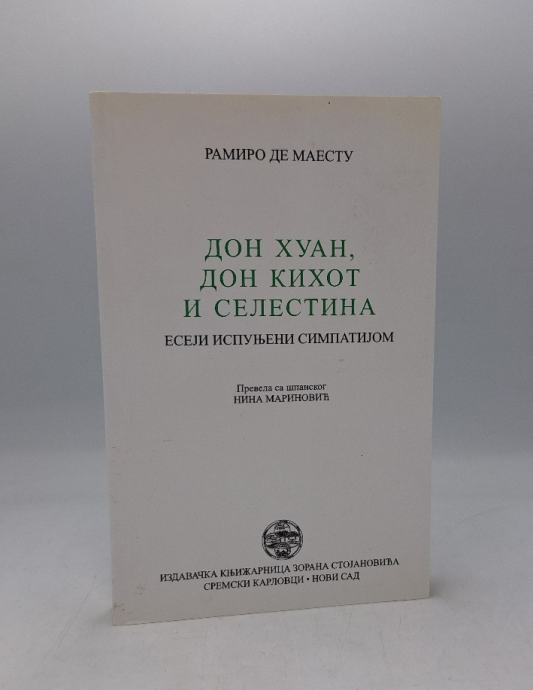 РАМИРО ДЕ МАЕСТУ
ДОН ХУАН,
ДОН КИХОТ
И СЕЛЕСТИНА
ЕСЕЈИ ИСПУЊЕНИ СИМПАТИЈОМ
Превела са шпанског
НИНА МАРИНОВИЋ
ИЗДАВАЧКА КЊИЖАРНИЦА ЗОРАНА СТОЈАНОВИЋА
СРЕМСКИ КАРЛОВЦИ • НОВИ САД